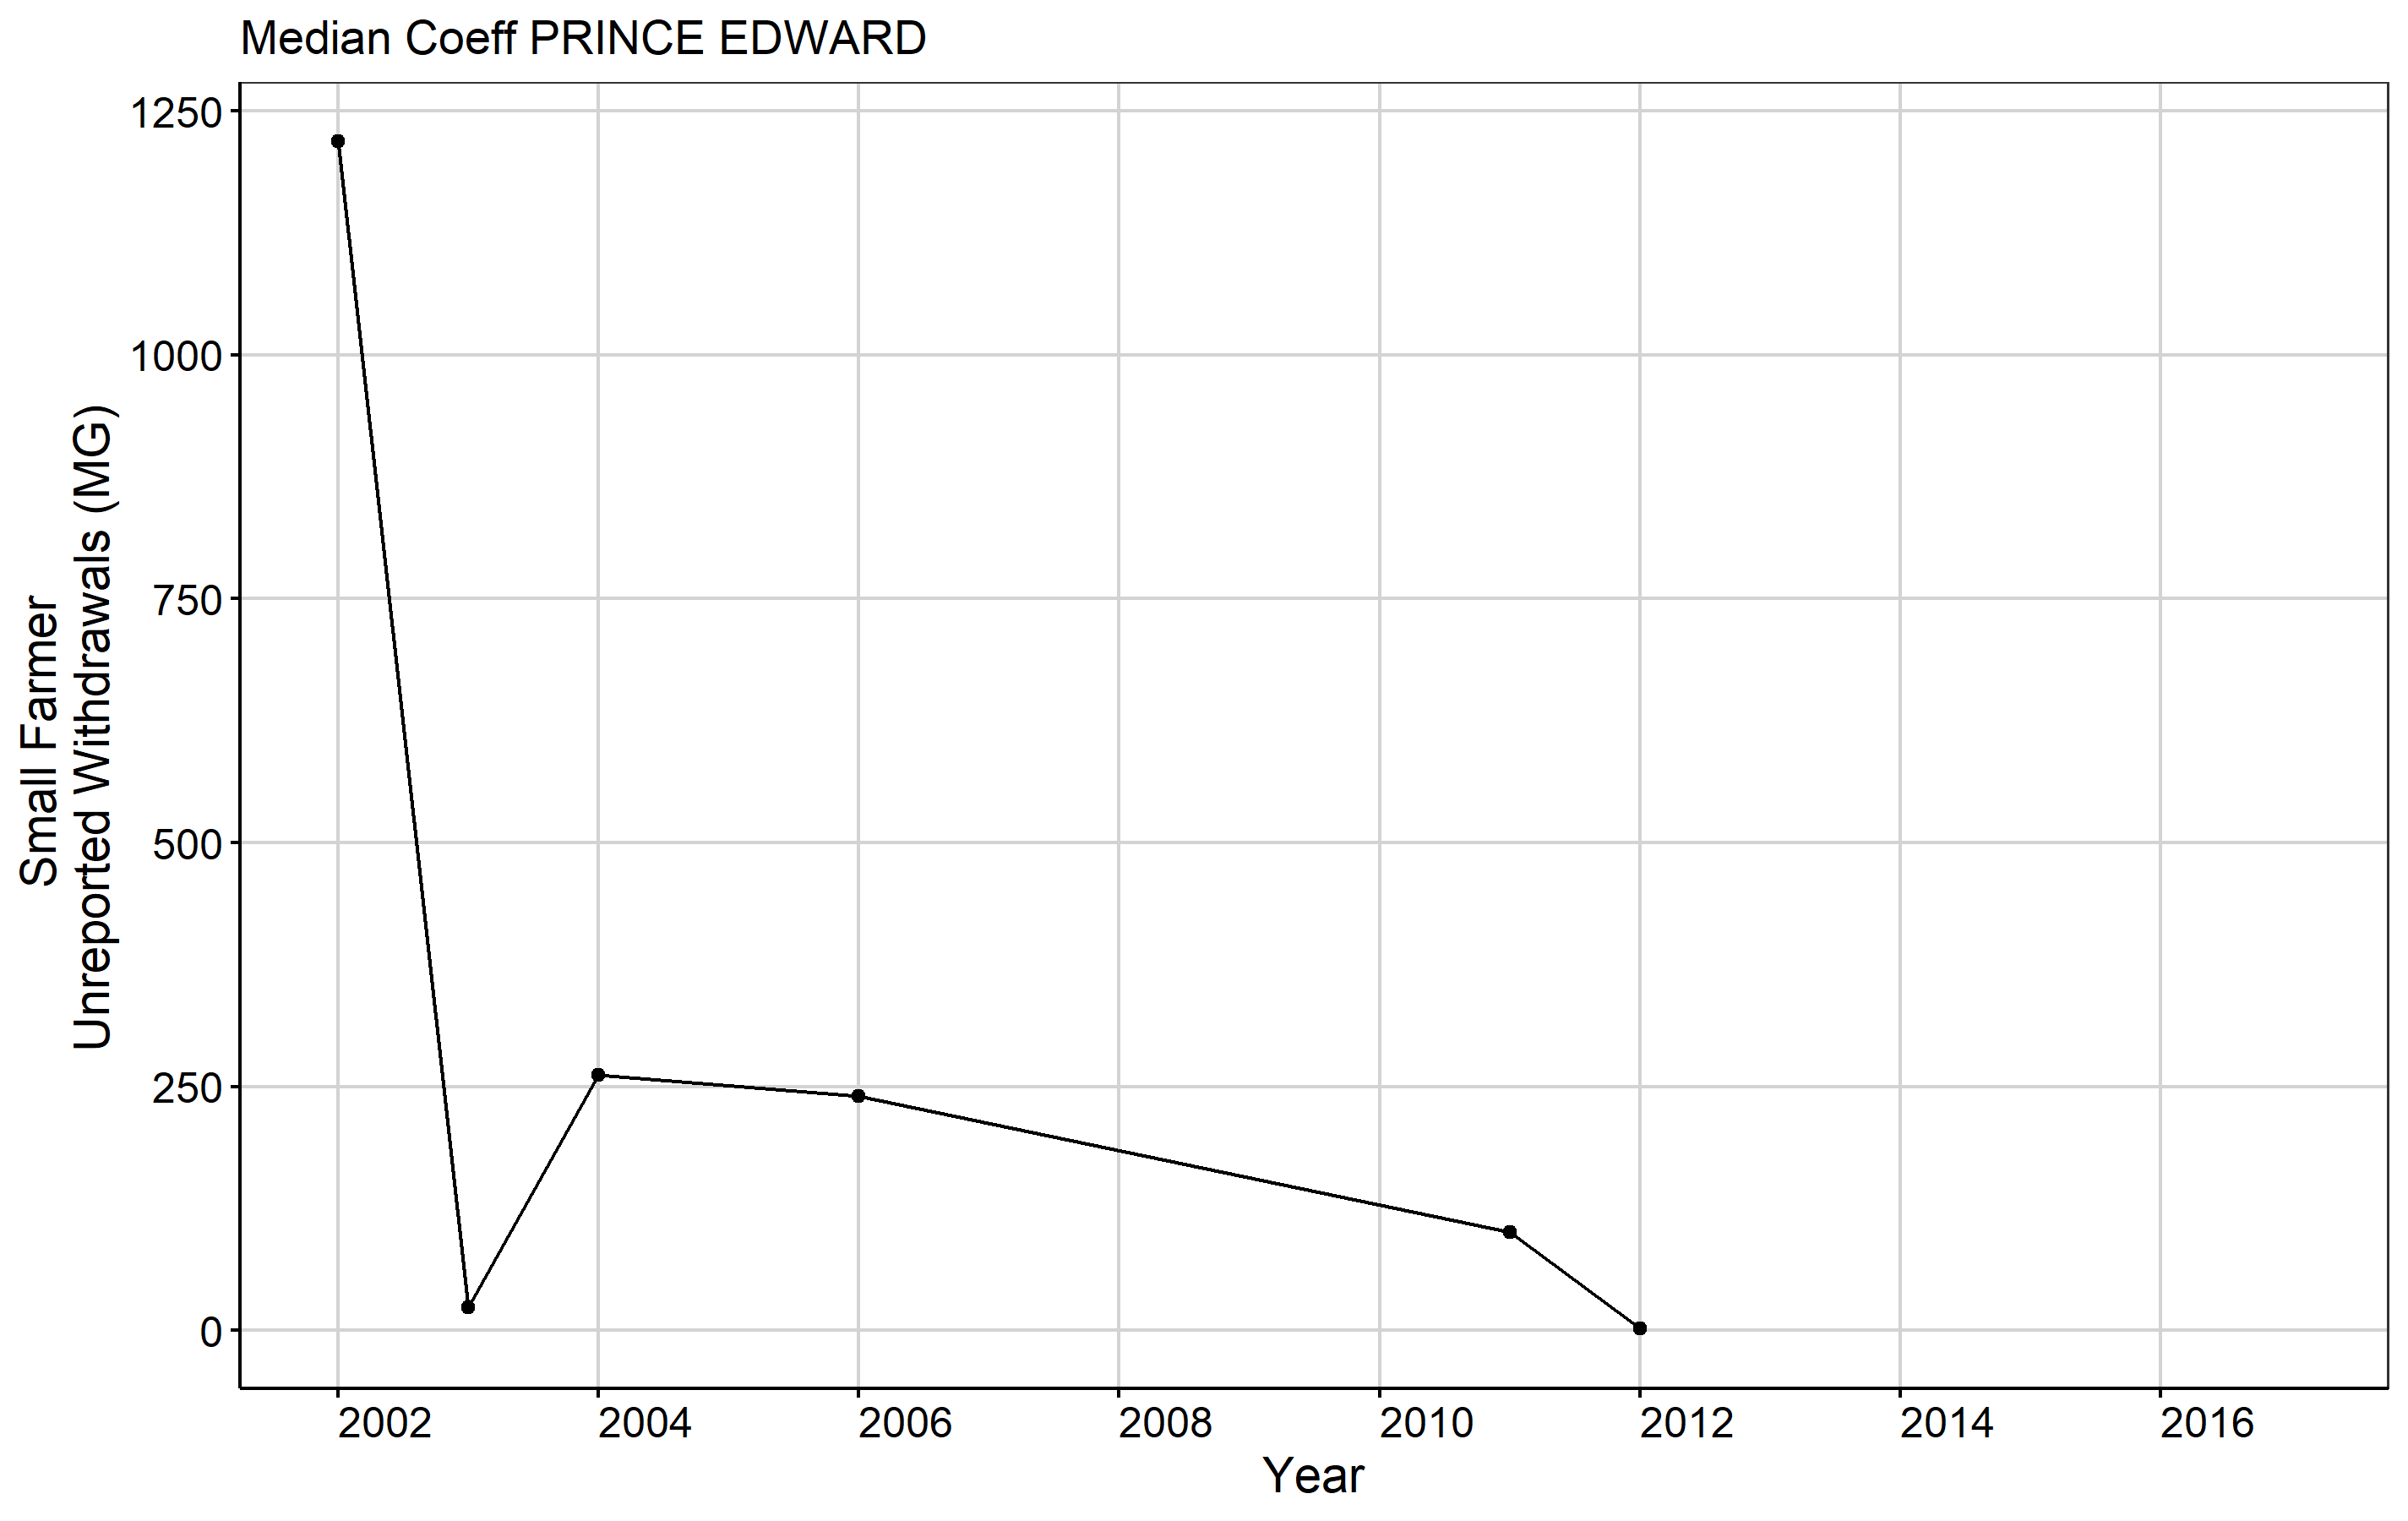 Median Coeff PRINCE EDWARD
Small Farmer
Unreported Withdrawals (MG)
1250
1000
750
500
250
0
2002 2004 2006 2008 2010 2012 2014 2016
Year